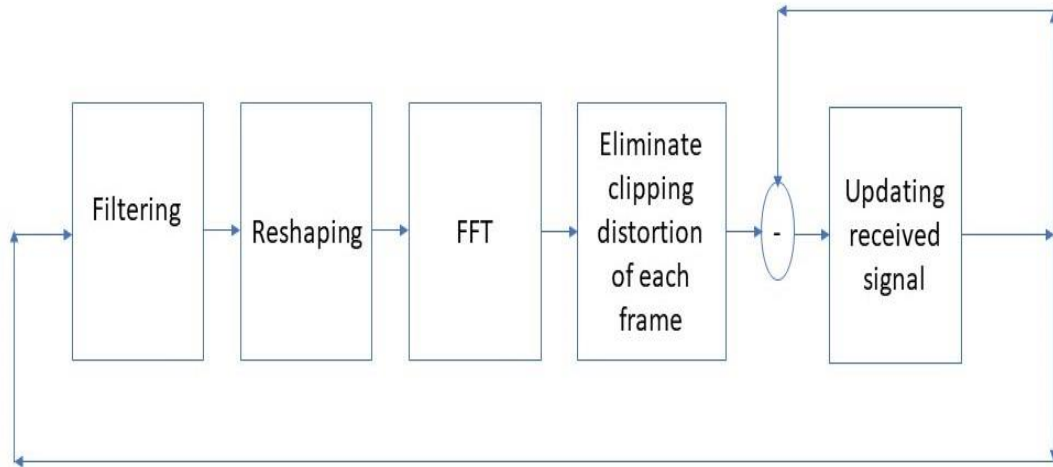 Filtering
Reshaping
FFT
Eliminate
clipping
distortion
of each
frame
-
Updating
received
signal